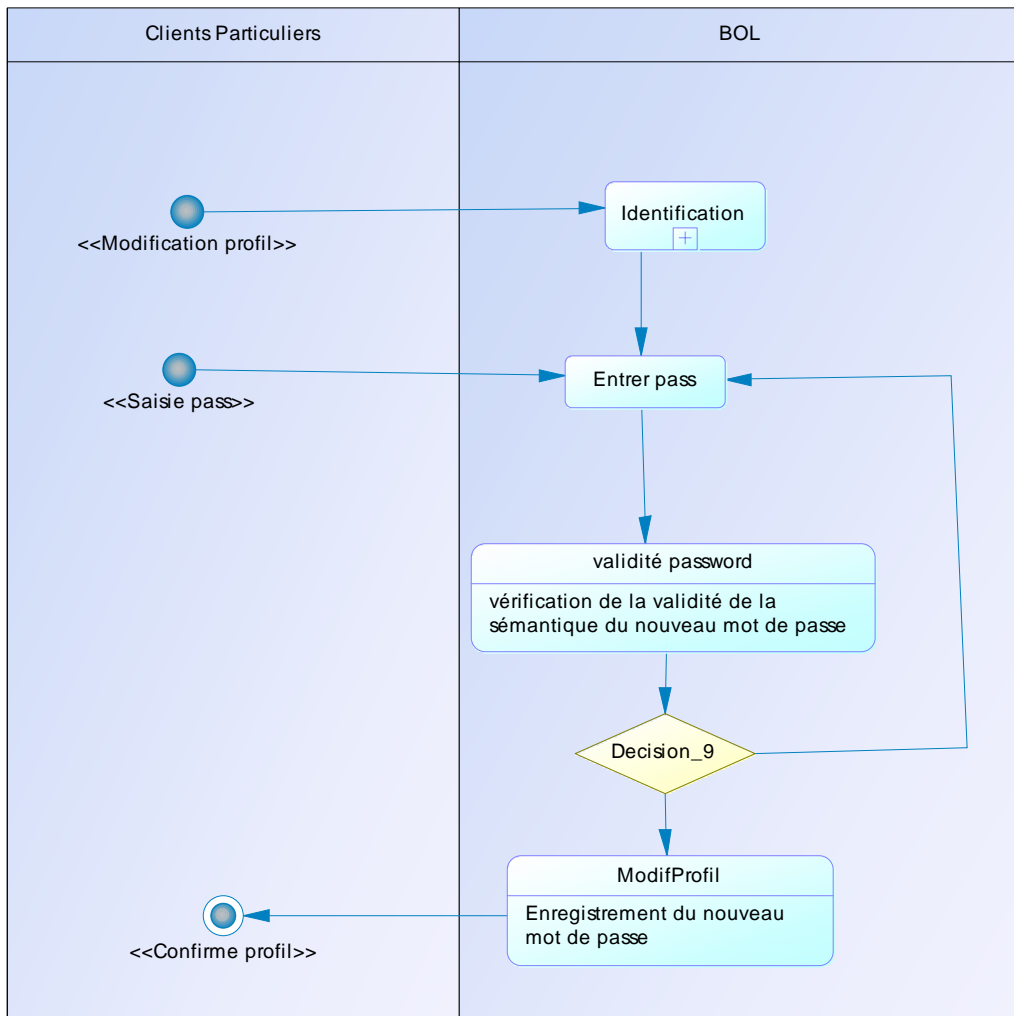 Clients Particuliers
BOL
Identification
<<Modification profil>>
Entrer pass
<<Saisie pass>>
validité password
vérification de la validité de la
sémantique du nouveau mot de passe
Decision_9
ModifProfil
Enregistrement du nouveau
mot de passe
<<Confirme profil>>